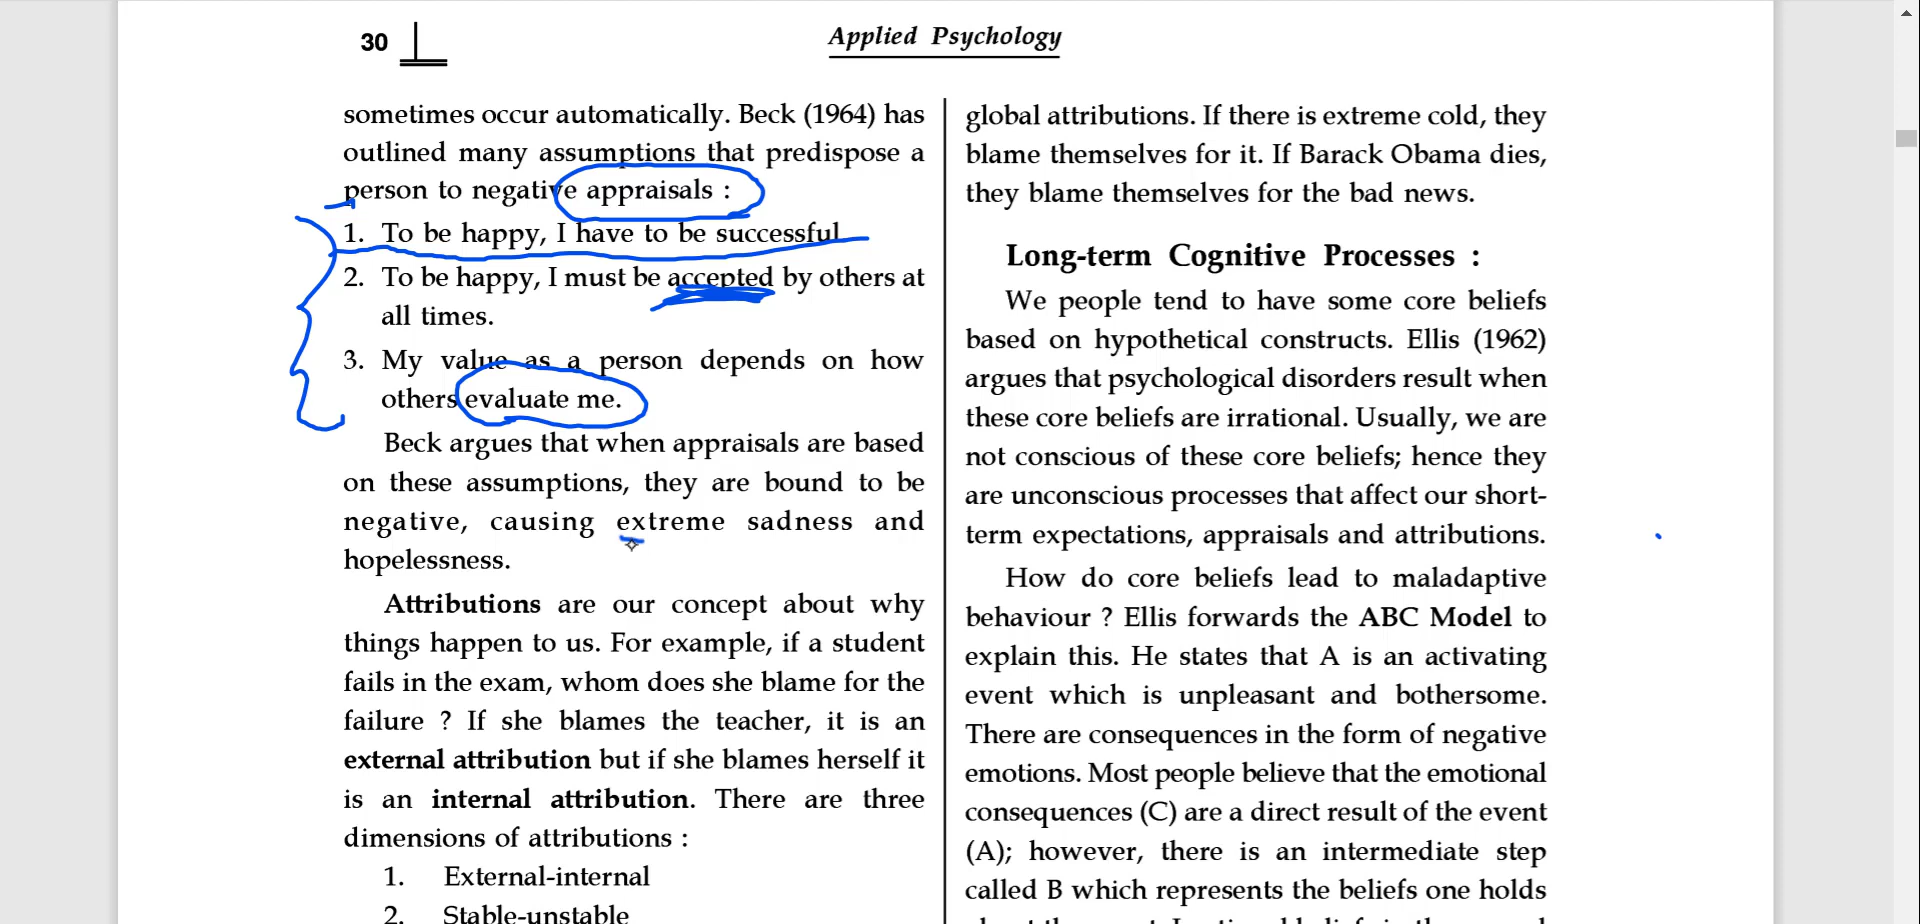 30
Applied Psychology
sometimes occur automatically. Beck (1964) has
outlined many assumptions that predispose a
person to negative appraisals :
1. To be happy, I have to be successful
2. To be happy, I must be accepted by others at
all times.
3. My value as a person depends on how
others evaluate me.
Beck argues that when appraisals are based
on these assumptions, they are bound to be
negative, causing extreme sadness and
hopelessness.
Attributions are our concept about why
things happen to us. For example, if a student
fails in the exam, whom does she blame for the
failure ? If she blames the teacher, it is an
external attribution but if she blames herself it
is an internal attribution. There are three
dimensions of attributions :
1. External-internal
2. Stable-unstable
global attributions. If there is extreme cold, they
blame themselves for it. If Barack Obama dies,
they blame themselves for the bad news.
Long-term Cognitive Processes :
We people tend to have some core beliefs
based on hypothetical constructs. Ellis (1962)
argues that psychological disorders result when
these core beliefs are irrational. Usually, we are
not conscious of these core beliefs; hence they
are unconscious processes that affect our short-
term expectations, appraisals and attributions.
How do core beliefs lead to maladaptive
behaviour ? Ellis forwards the ABC Model to
explain this. He states that A is an activating
event which is unpleasant and bothersome.
There are consequences in the form of negative
emotions. Most people believe that the emotional
consequences (C) are a direct result of the event
(A); however, there is an intermediate step
called B which represents the beliefs one holds